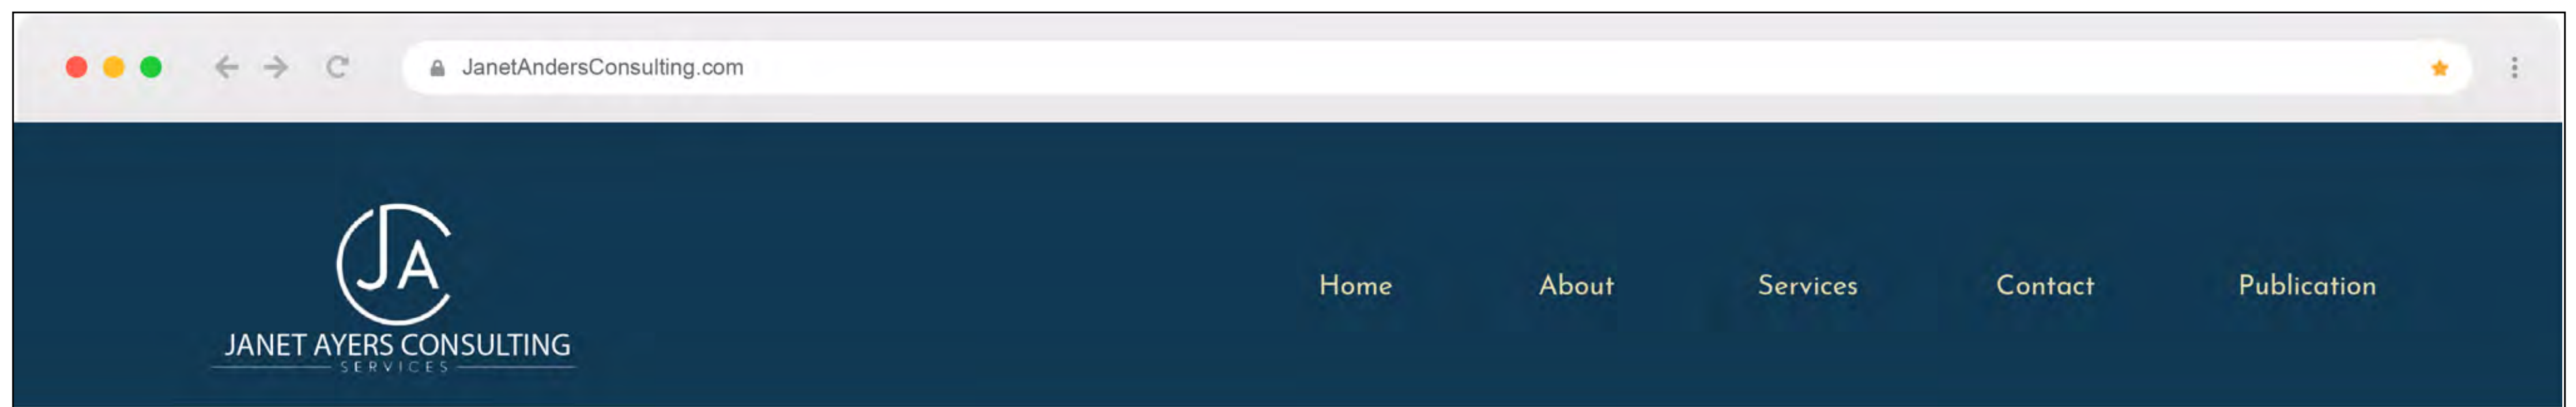 JanetAndersConsulting.com
JA
Home About Services Contact Publication
JANET AYERS CONSULTING
SERVICES